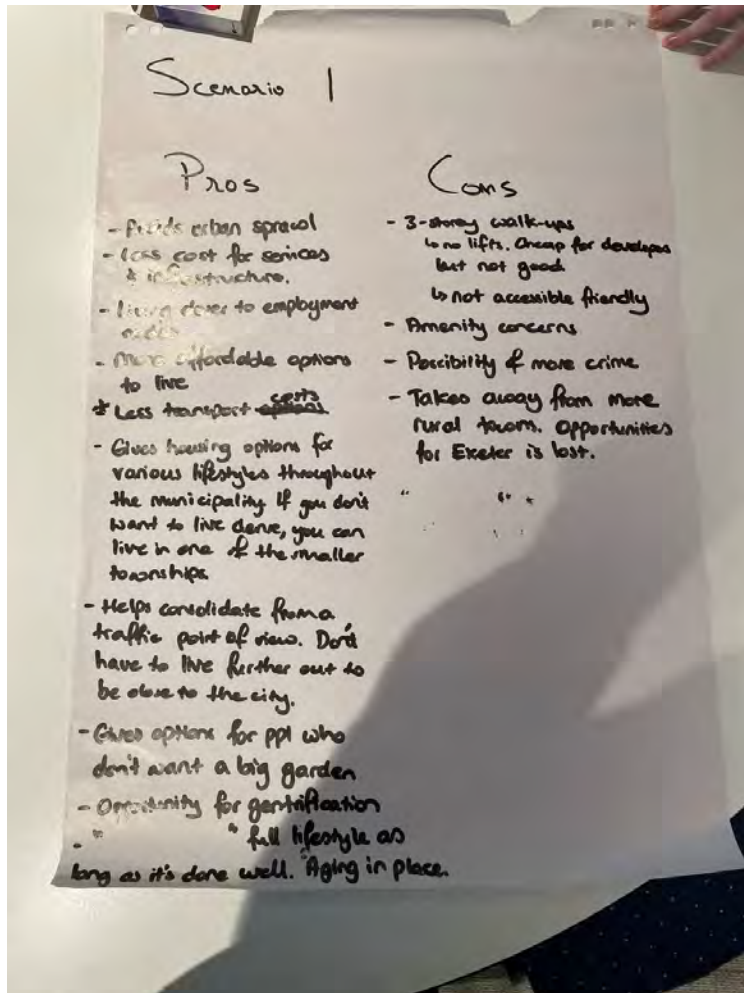 Scenario 1
Pros
- Avoids urban sprawl
- Less cost for services
& infrastructure.
- Living closer to employment
- More affordable options
to live
* Less transport costs
- Gives housing options for
various lifestyles throughout
the municipality If you don't
want to live dense, you can
live in one of the smaller
townships
- Helps consolidate from a
traffic point of view. Don't
have to live further out to
be close to the city.
- Gives options for ppl who
don't want a big garden
- Opportunity for gentrification
- " " full lifestyle as
long as it's done well. "Aging in place.
Cons
- 3-storey walk-ups
↳ no lifts. Cheap for developer
but not good
↳ not accessible friendly
- Amenity concerns
- Possibility of more crime
- Takes away from more
rural town. Opportunities
for Exeter is lost.